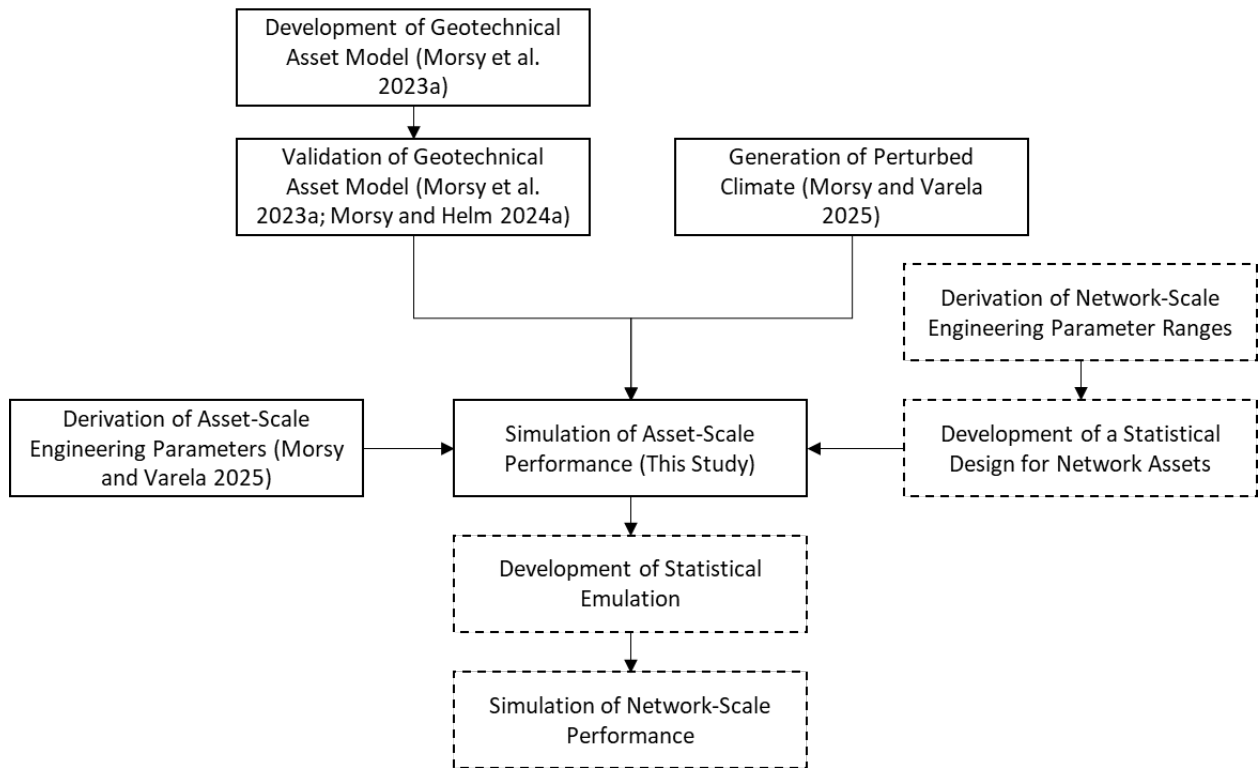 Development of Geotechnical
Asset Model (Morsy et al.
2023a)
Validation of Geotechnical
Asset Model (Morsy et al.
2023a; Morsy and Helm 2024a)
Generation of Perturbed
Climate (Morsy and Varela
2025)
Derivation of Network-Scale
Engineering Parameter Ranges
Derivation of Asset-Scale
Engineering Parameters (Morsy
and Varela 2025)
Simulation of Asset-Scale
Performance (This Study)
Development of a Statistical
Design for Network Assets
Development of Statistical
Emulation
Simulation of Network-Scale
Performance